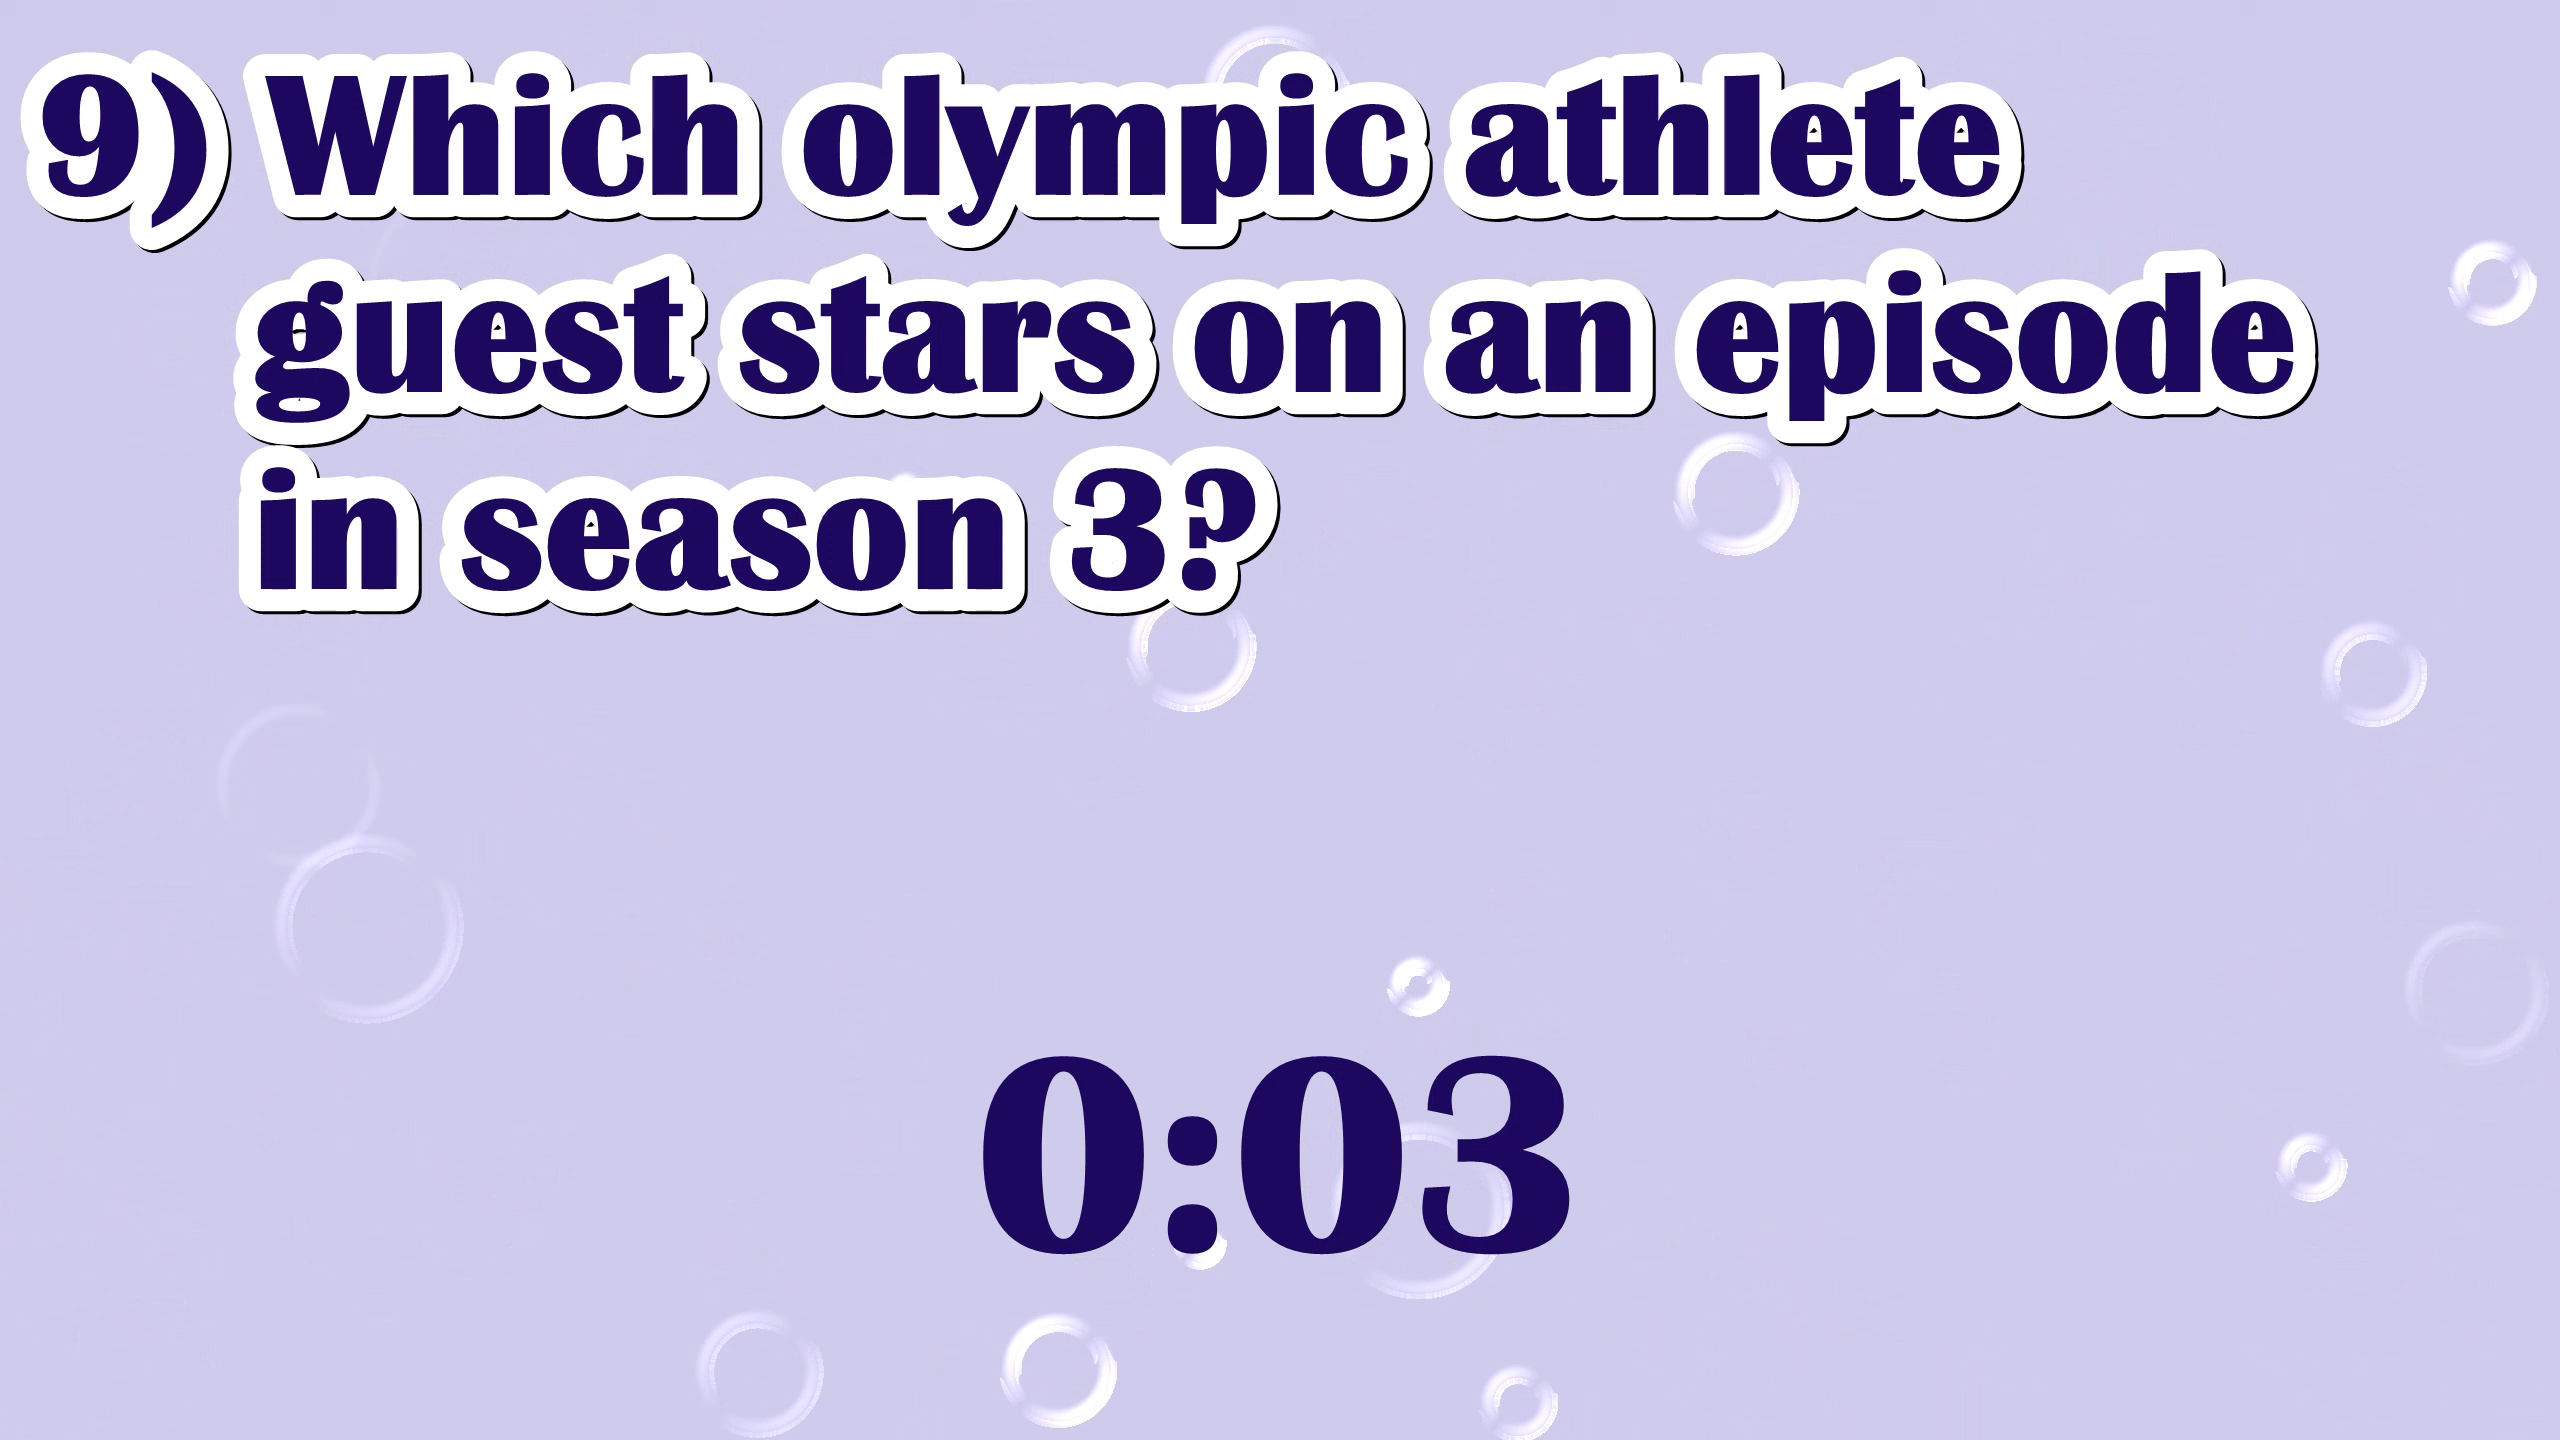 9) Which olympic athlete
guest stars on an episode
in season 3?
0:03